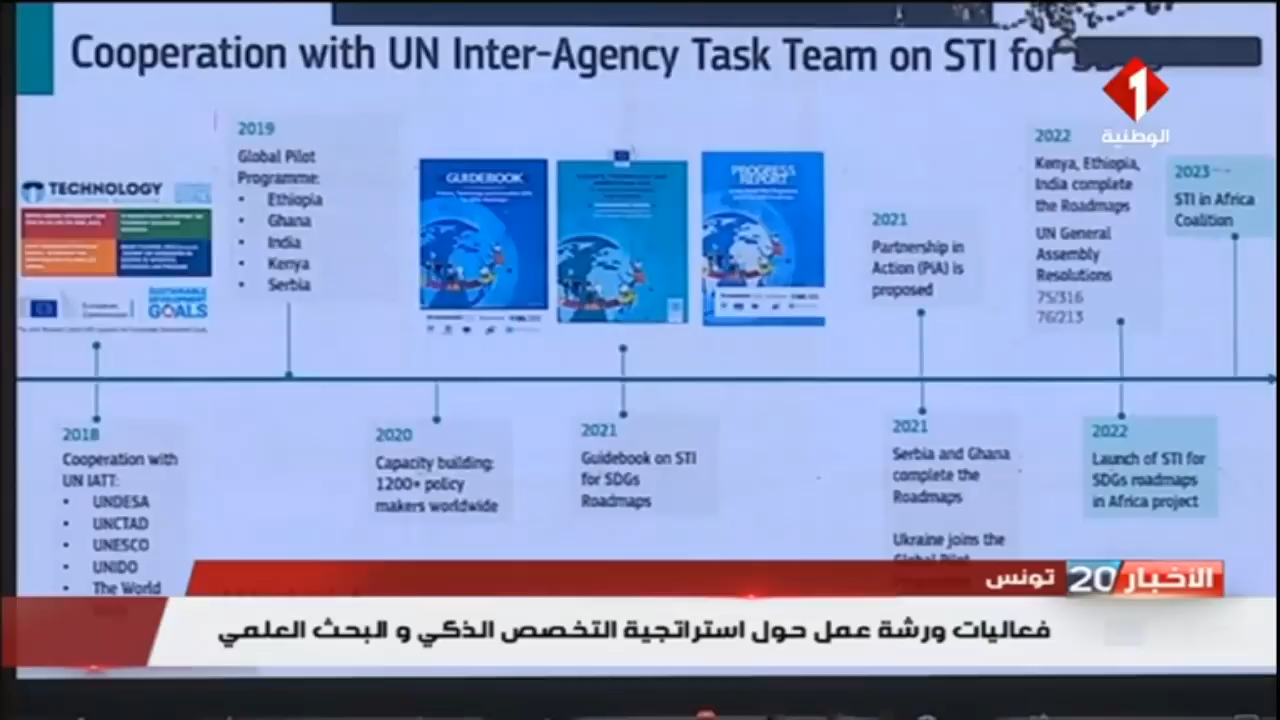 Cooperation with UN Inter-Agency Task Team on STI for
1
الوطنية
TECHNOLOGY
SUSTAINABLE
DEVELOPMENT
GOALS
European
Commission
2019
Global Pilot
Programme:
• Ethiopia
• Ghana
• India
• Kenya
• Serbia
GUIDEBOOK
PROGRESS
REPORT
2021
Partnership in
Action (PiA) is
proposed
2022
Kenya, Ethiopia,
India complete
the Roadmaps
UN General
Assembly
Resolutions
75/316
76/213
2023
STI in Africa
Coalition
2018
Cooperation with
UN IATT:
• UNDESA
• UNCTAD
• UNESCO
• UNIDO
• The World
2020
Capacity building:
1200+ policy
makers worldwide
2021
Guidebook on STI
for SDGs
Roadmaps
2021
Serbia and Ghana
complete the
Roadmaps
Ukraine joins the
2022
Launch of STI for
SDGs roadmaps
in Africa project
الأخبار 20 تونس
فعاليات ورشة عمل حول استراتجية التخصص الذكي و البحث العلمي